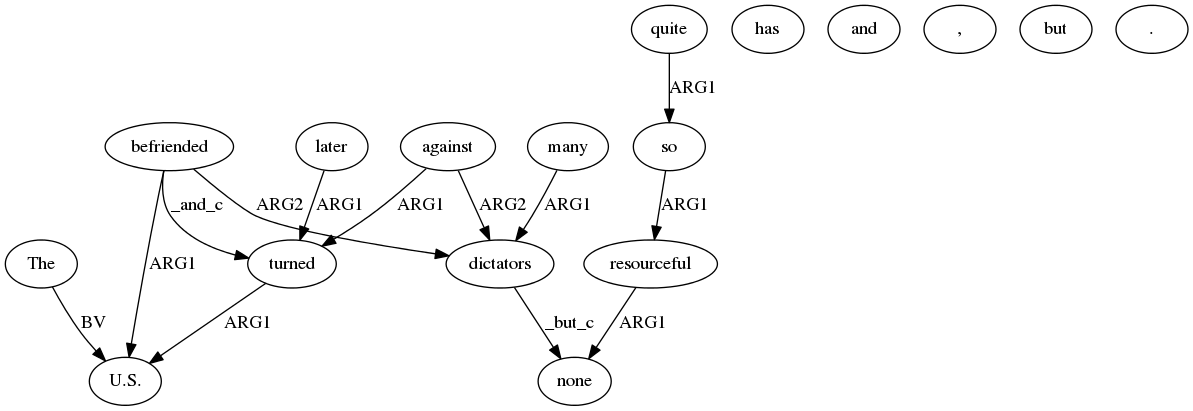 quite has and , but .
ARG1
befriended later against many so
_and_c ARG2 ARG1 ARG1 ARG2 ARG1 ARG1
The ARG1 turned dictators resourceful
BV ARG1 _but_c ARG1
U.S. none